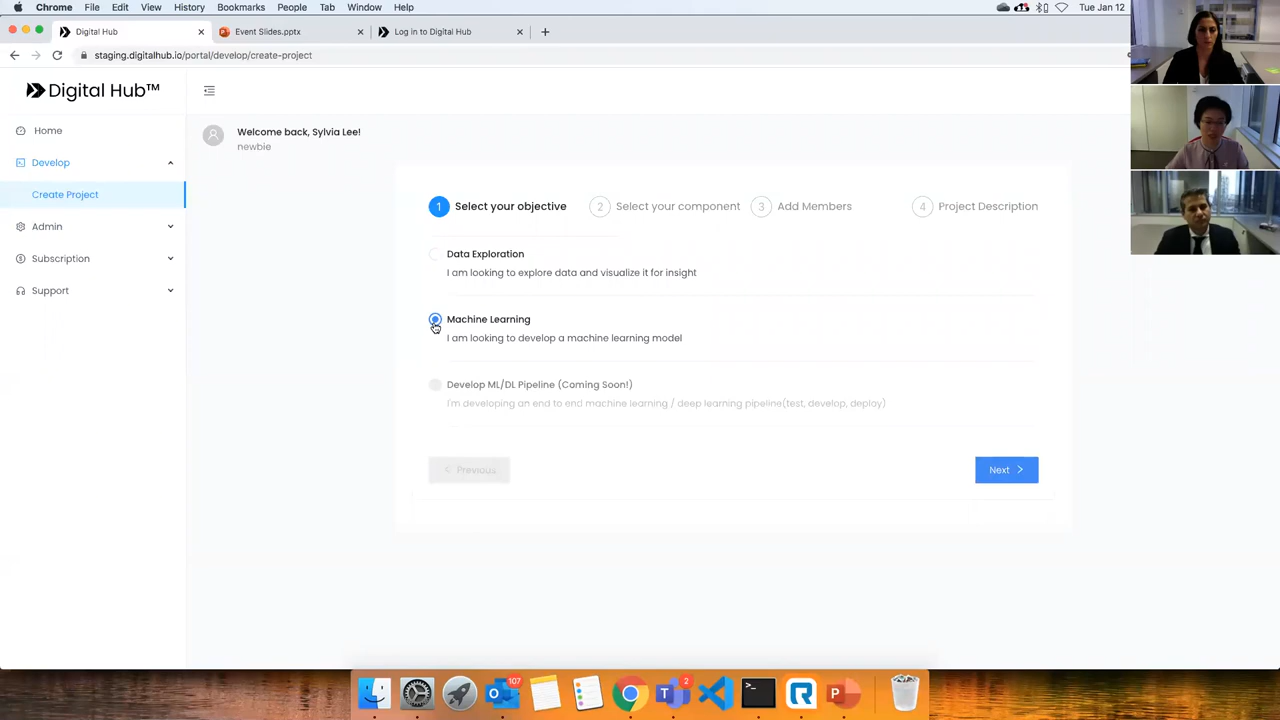 Chrome File Edit View History Bookmarks People Tab Window Help Tue Jan 12
Digital Hub Event Slides.pptx Log in to Digital Hub
staging.digitalhub.io/portal/develop/create-project
Digital Hub™
Home
Develop
Create Project
Admin
Subscription
Support
Welcome back, Sylvia Lee!
newbie
1 Select your objective 2 Select your component 3 Add Members 4 Project Description
Data Exploration
I am looking to explore data and visualize it for insight
Machine Learning
I am looking to develop a machine learning model
Develop ML/DL Pipeline (Coming Soon!)
I'm developing an end to end machine learning / deep learning pipeline(test, develop, deploy)
< Previous Next >
107 2